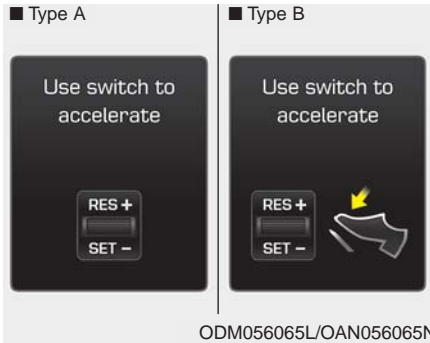 ■ Type A
■ Type B
Use switch to
accelerate
RES +
SET –
Use switch to
accelerate
RES +
SET –
ODM056065L/OAN056065N